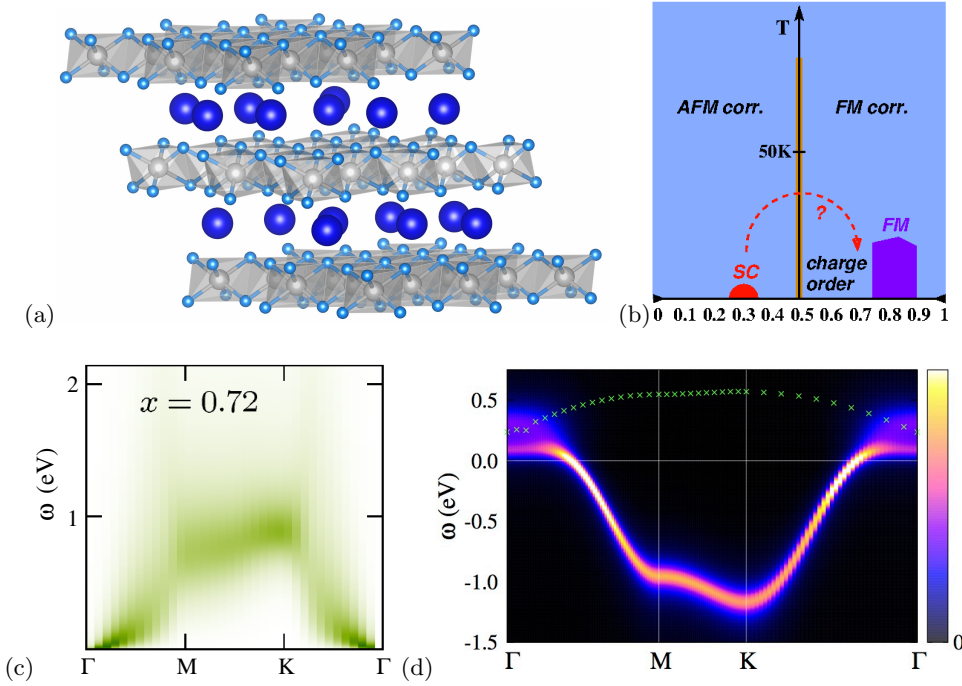 (a)
T
AFM corr.
FM corr.
50K
?
FM
SC
charge
order
(b)
0 0.1 0.2 0.3 0.4 0.5 0.6 0.7 0.8 0.9 1
x = 0.72
2
1
ω (eV)
Γ M K Γ
(c)
0.5
0.0
-0.5
-1.0
-1.5
ω (eV)
Γ M K Γ
0
(d)